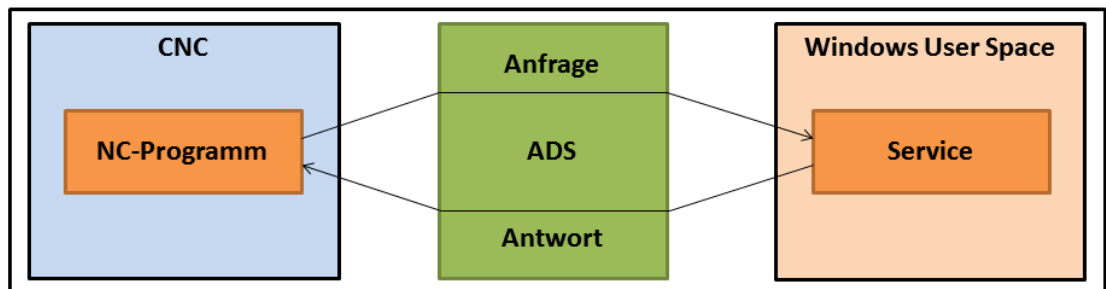 CNC
NC-Programm
Anfrage
ADS
Antwort
Windows User Space
Service